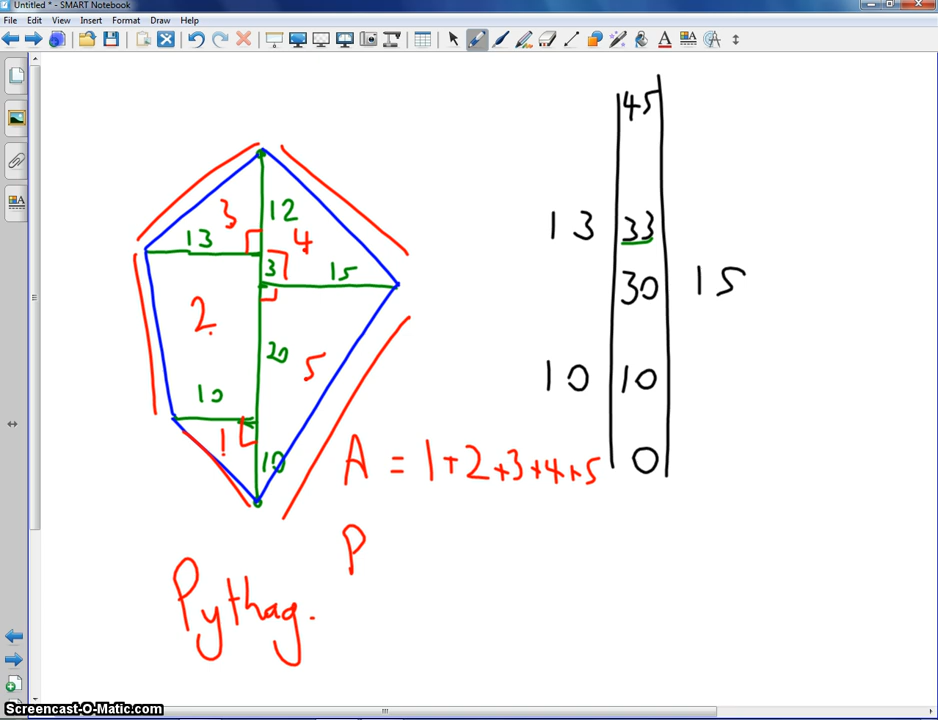 Untitled * - SMART Notebook
File Edit View Insert Format Draw Help
45
12
3
4
13
13 33
3
15
30 15
2
20
5
10
10 10
1
10
A = 1+2+3+4+5
0
P
Pythag.
Screencast-O-Matic.com